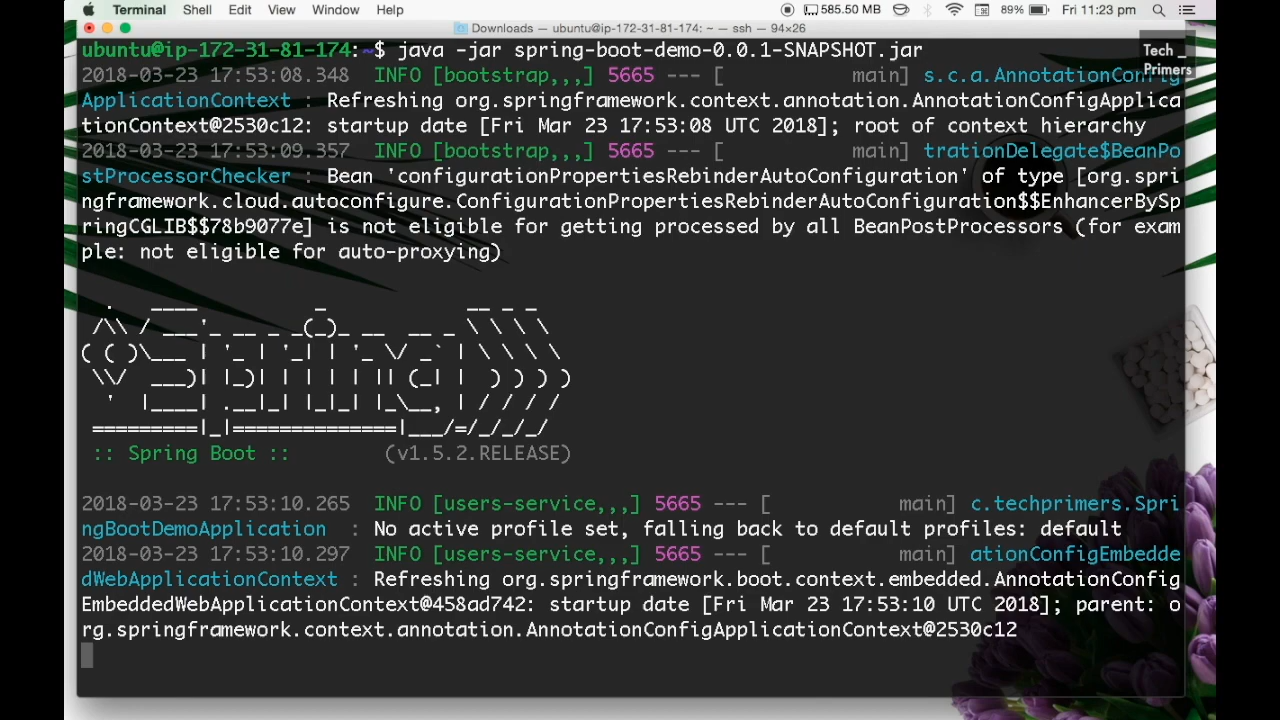 Terminal Shell Edit View Window Help 585.50 MB 89% Fri 11:23 pm
Downloads — ubuntu@ip-172-31-81-174: ~ — ssh — 94×26
ubuntu@ip-172-31-81-174:~$ java -jar spring-boot-demo-0.0.1-SNAPSHOT.jar
Tech _
Primers
2018-03-23 17:53:08.348  INFO [bootstrap,,,] 5665 --- [           main] s.c.a.AnnotationConfig
ApplicationContext : Refreshing org.springframework.context.annotation.AnnotationConfigApplica
tionContext@2530c12: startup date [Fri Mar 23 17:53:08 UTC 2018]; root of context hierarchy
2018-03-23 17:53:09.357  INFO [bootstrap,,,] 5665 --- [           main] trationDelegate$BeanPo
stProcessorChecker : Bean 'configurationPropertiesRebinderAutoConfiguration' of type [org.spri
ngframework.cloud.autoconfigure.ConfigurationPropertiesRebinderAutoConfiguration$$EnhancerBySp
ringCGLIB$$78b9077e] is not eligible for getting processed by all BeanPostProcessors (for exam
ple: not eligible for auto-proxying)
  .   ____          _            __ _ _
 /\\ / ___'_ __ _ _(_)_ __  __ _ \ \ \ \
( ( )\___ | '_ | '_| | '_ \/ _` | \ \ \ \
 \\/  ___)| |_)| | | | | || (_| |  ) ) ) )
  '  |____| .__|_| |_|_| |_\__, | / / / /
 =========|_|==============|___/=/_/_/_/
 :: Spring Boot ::        (v1.5.2.RELEASE)
2018-03-23 17:53:10.265  INFO [users-service,,,] 5665 --- [           main] c.techprimers.Spri
ngBootDemoApplication  : No active profile set, falling back to default profiles: default
2018-03-23 17:53:10.297  INFO [users-service,,,] 5665 --- [           main] ationConfigEmbedde
dWebApplicationContext : Refreshing org.springframework.boot.context.embedded.AnnotationConfig
EmbeddedWebApplicationContext@458ad742: startup date [Fri Mar 23 17:53:10 UTC 2018]; parent: o
rg.springframework.context.annotation.AnnotationConfigApplicationContext@2530c12